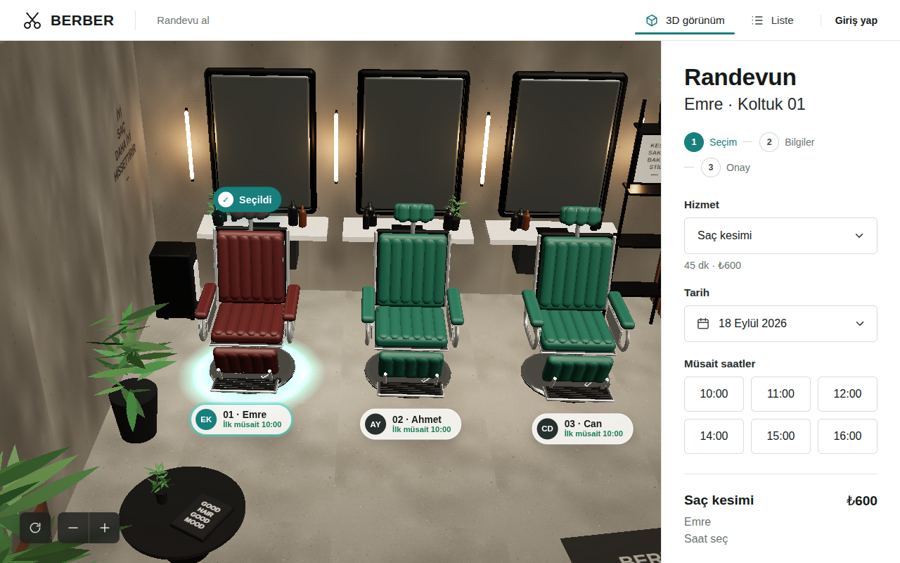 BERBER
Randevu al
3D görünüm
Liste
Giriş yap
Seçildi
EK
01 · Emre
İlk müsait 10:00
AY
02 · Ahmet
İlk müsait 10:00
CD
03 · Can
İlk müsait 10:00
GOOD
HAIR
GOOD
MOOD
Randevun
Emre · Koltuk 01
1 Seçim
2 Bilgiler
3 Onay
Hizmet
Saç kesimi
45 dk · ₺600
Tarih
18 Eylül 2026
Müsait saatler
10:00 11:00 12:00
14:00 15:00 16:00
Saç kesimi ₺600
Emre
Saat seç